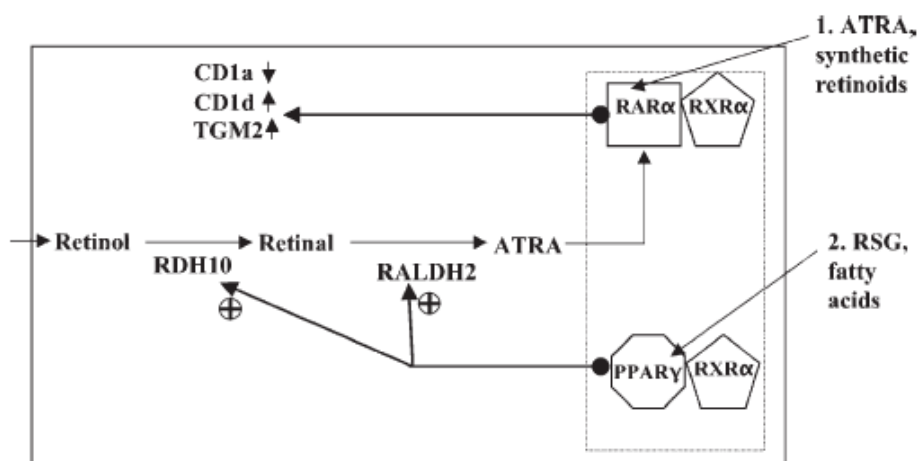 1. ATRA,
synthetic
retinoids
CD1a
CD1d
TGM2
RARα
RXRα
Retinol
Retinal
ATRA
RDH10
RALDH2
2. RSG,
fatty
acids
PPARγ
RXRα